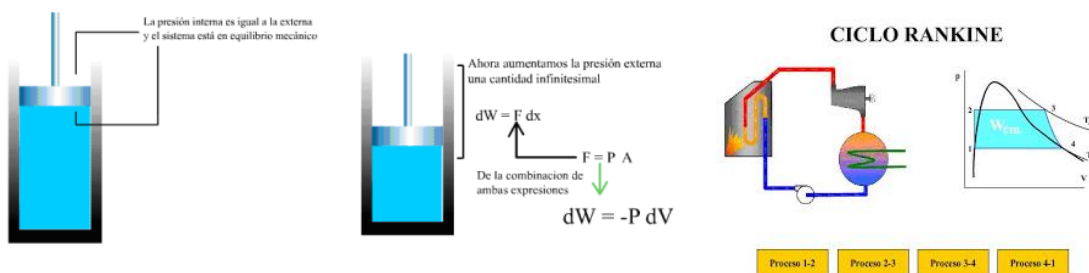 La presión interna es igual a la externa
y el sistema está en equilibrio mecánico
Ahora aumentamos la presión externa
una cantidad infinitesimal
dW = F dx
F = P A
De la combinacion de
ambas expresiones
dW = -P dV
CICLO RANKINE
p
2
3
1
4
V
Proceso 1-2
Proceso 2-3
Proceso 3-4
Proceso 4-1